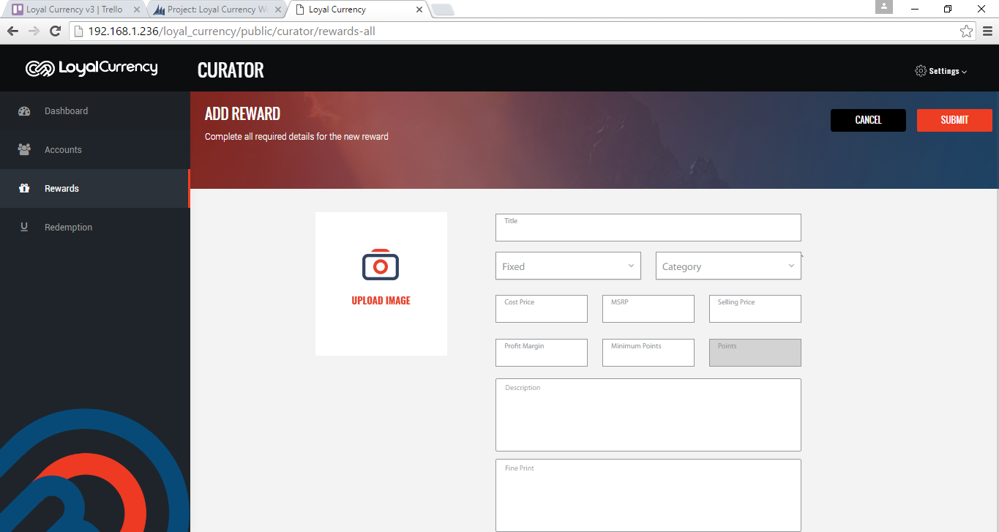 Loyal Currency v3 | Trello
Project: Loyal Currency We
Loyal Currency
192.168.1.236/loyal_currency/public/curator/rewards-all
LoyalCurrency
CURATOR
Settings
Dashboard
Accounts
Rewards
Redemption
ADD REWARD
Complete all required details for the new reward
CANCEL
SUBMIT
UPLOAD IMAGE
Title
Fixed
Category
Cost Price
MSRP
Selling Price
Profit Margin
Minimum Points
Points
Description
Fine Print